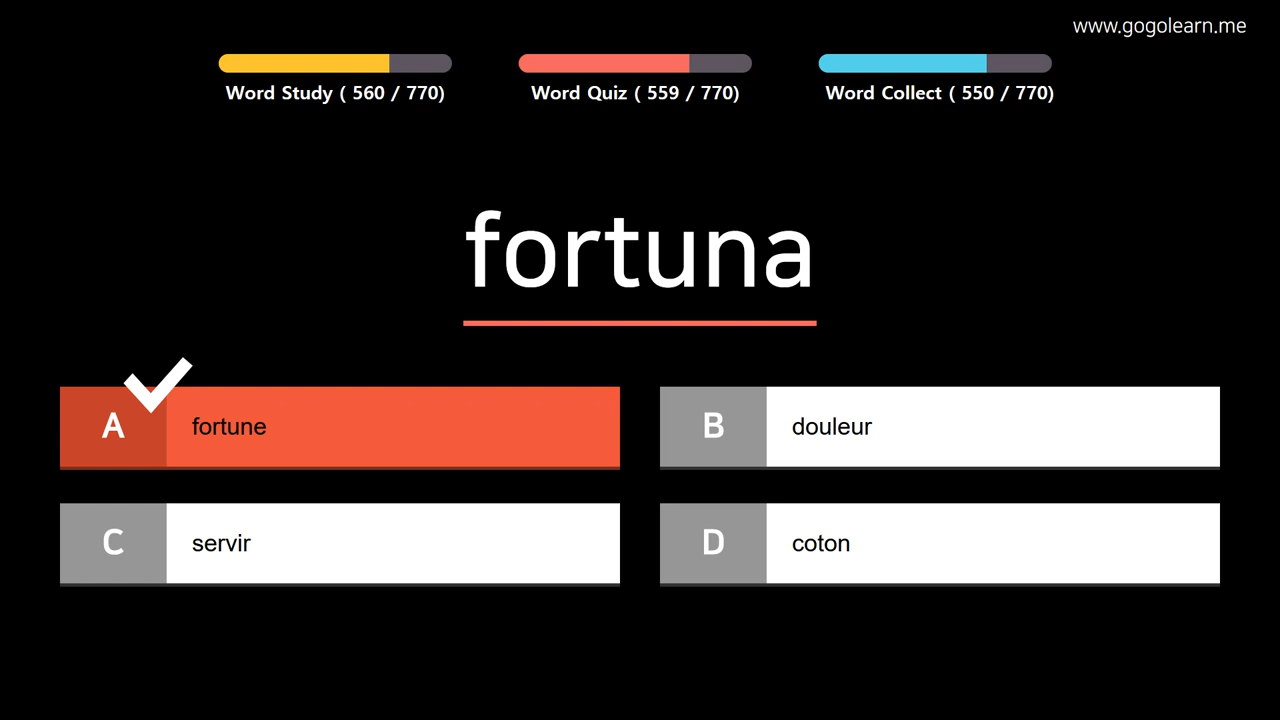 www.gogolearn.me
Word Study ( 560 / 770)
Word Quiz ( 559 / 770)
Word Collect ( 550 / 770)
fortuna
A fortune
B douleur
C servir
D coton